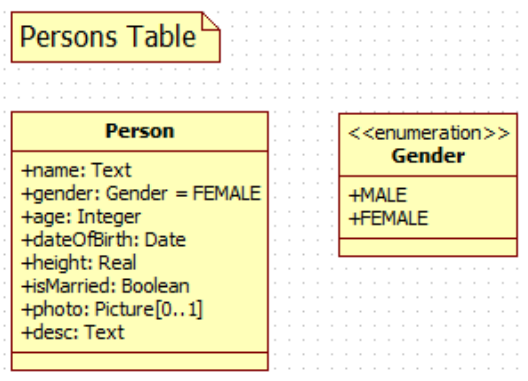 Persons Table
Person
+name: Text
+gender: Gender = FEMALE
+age: Integer
+dateOfBirth: Date
+height: Real
+isMarried: Boolean
+photo: Picture[0..1]
+desc: Text
<<enumeration>>
Gender
+MALE
+FEMALE